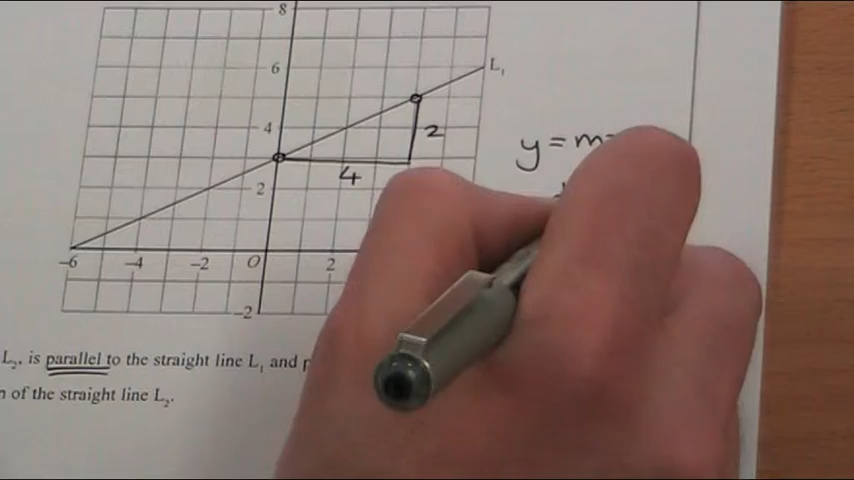 8
6
L₁
4
2
y = m
4
2
-6 -4 -2 O 2
-2
L₂, is parallel to the straight line L₁ and
of the straight line L₂.